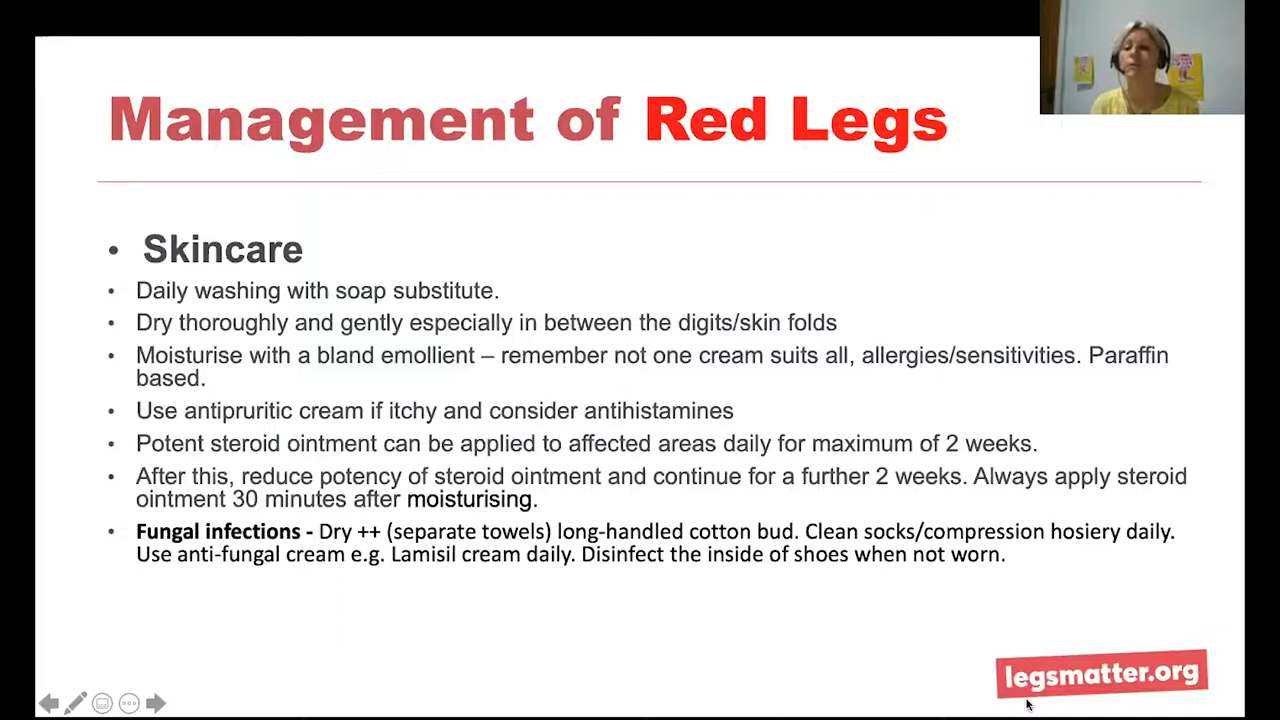 Management of Red Legs
• Skincare
• Daily washing with soap substitute.
• Dry thoroughly and gently especially in between the digits/skin folds
• Moisturise with a bland emollient – remember not one cream suits all, allergies/sensitivities. Paraffin
based.
• Use antipruritic cream if itchy and consider antihistamines
• Potent steroid ointment can be applied to affected areas daily for maximum of 2 weeks.
• After this, reduce potency of steroid ointment and continue for a further 2 weeks. Always apply steroid
ointment 30 minutes after moisturising.
• Fungal infections - Dry ++ (separate towels) long-handled cotton bud. Clean socks/compression hosiery daily.
Use anti-fungal cream e.g. Lamisil cream daily. Disinfect the inside of shoes when not worn.
legsmatter.org